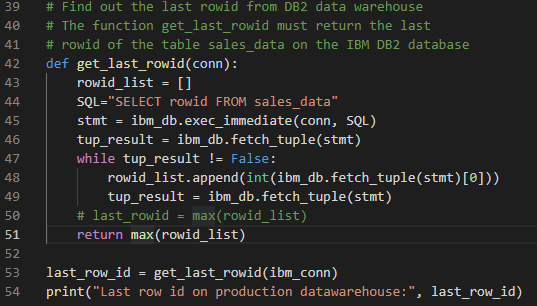 39 # Find out the last rowid from DB2 data warehouse
40 # The function get_last_rowid must return the last
41 # rowid of the table sales_data on the IBM DB2 database
42 def get_last_rowid(conn):
43     rowid_list = []
44     SQL="SELECT rowid FROM sales_data"
45     stmt = ibm_db.exec_immediate(conn, SQL)
46     tup_result = ibm_db.fetch_tuple(stmt)
47     while tup_result != False:
48         rowid_list.append(int(ibm_db.fetch_tuple(stmt)[0]))
49         tup_result = ibm_db.fetch_tuple(stmt)
50     # last_rowid = max(rowid_list)
51     return max(rowid_list)
52
53 last_row_id = get_last_rowid(ibm_conn)
54 print("Last row id on production datawarehouse:", last_row_id)